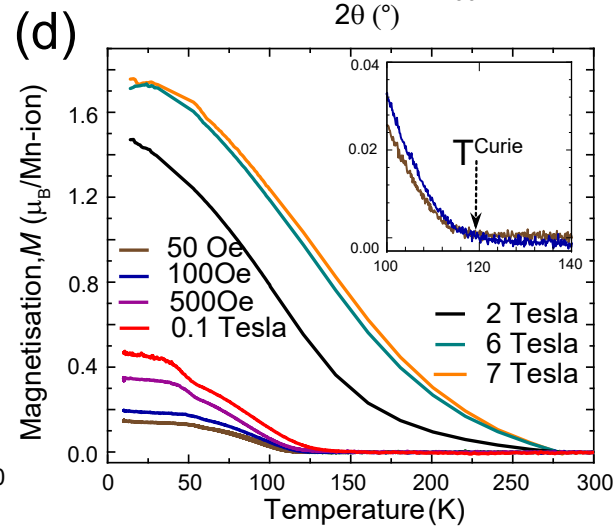 2θ (°)
(d)
Magnetisation, M (μB/Mn-ion)
1.6
1.2
0.8
0.4
0.0
0.04
0.02
0.00
100
120
140
TCurie
50 Oe
100Oe
500Oe
0.1 Tesla
2 Tesla
6 Tesla
7 Tesla
0
0
50
100
150
200
250
300
Temperature (K)